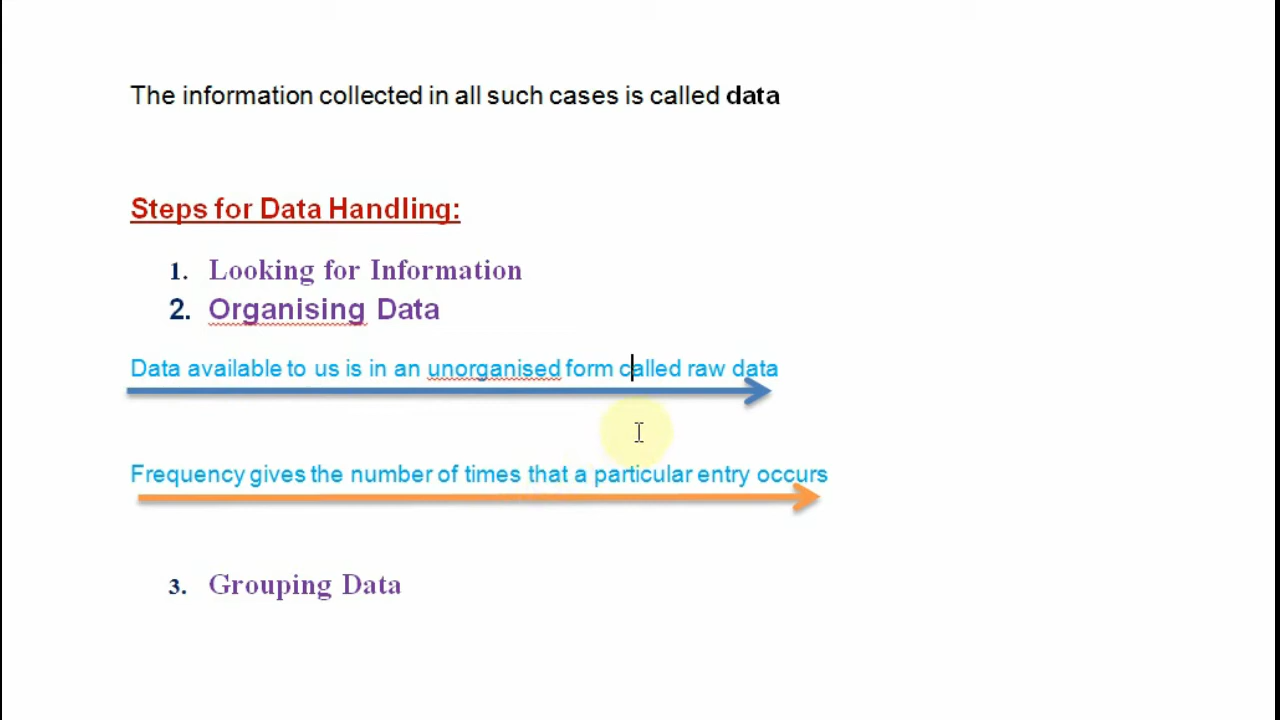 The information collected in all such cases is called data
Steps for Data Handling:
1. Looking for Information
2. Organising Data
Data available to us is in an unorganised form called raw data
Frequency gives the number of times that a particular entry occurs
3. Grouping Data